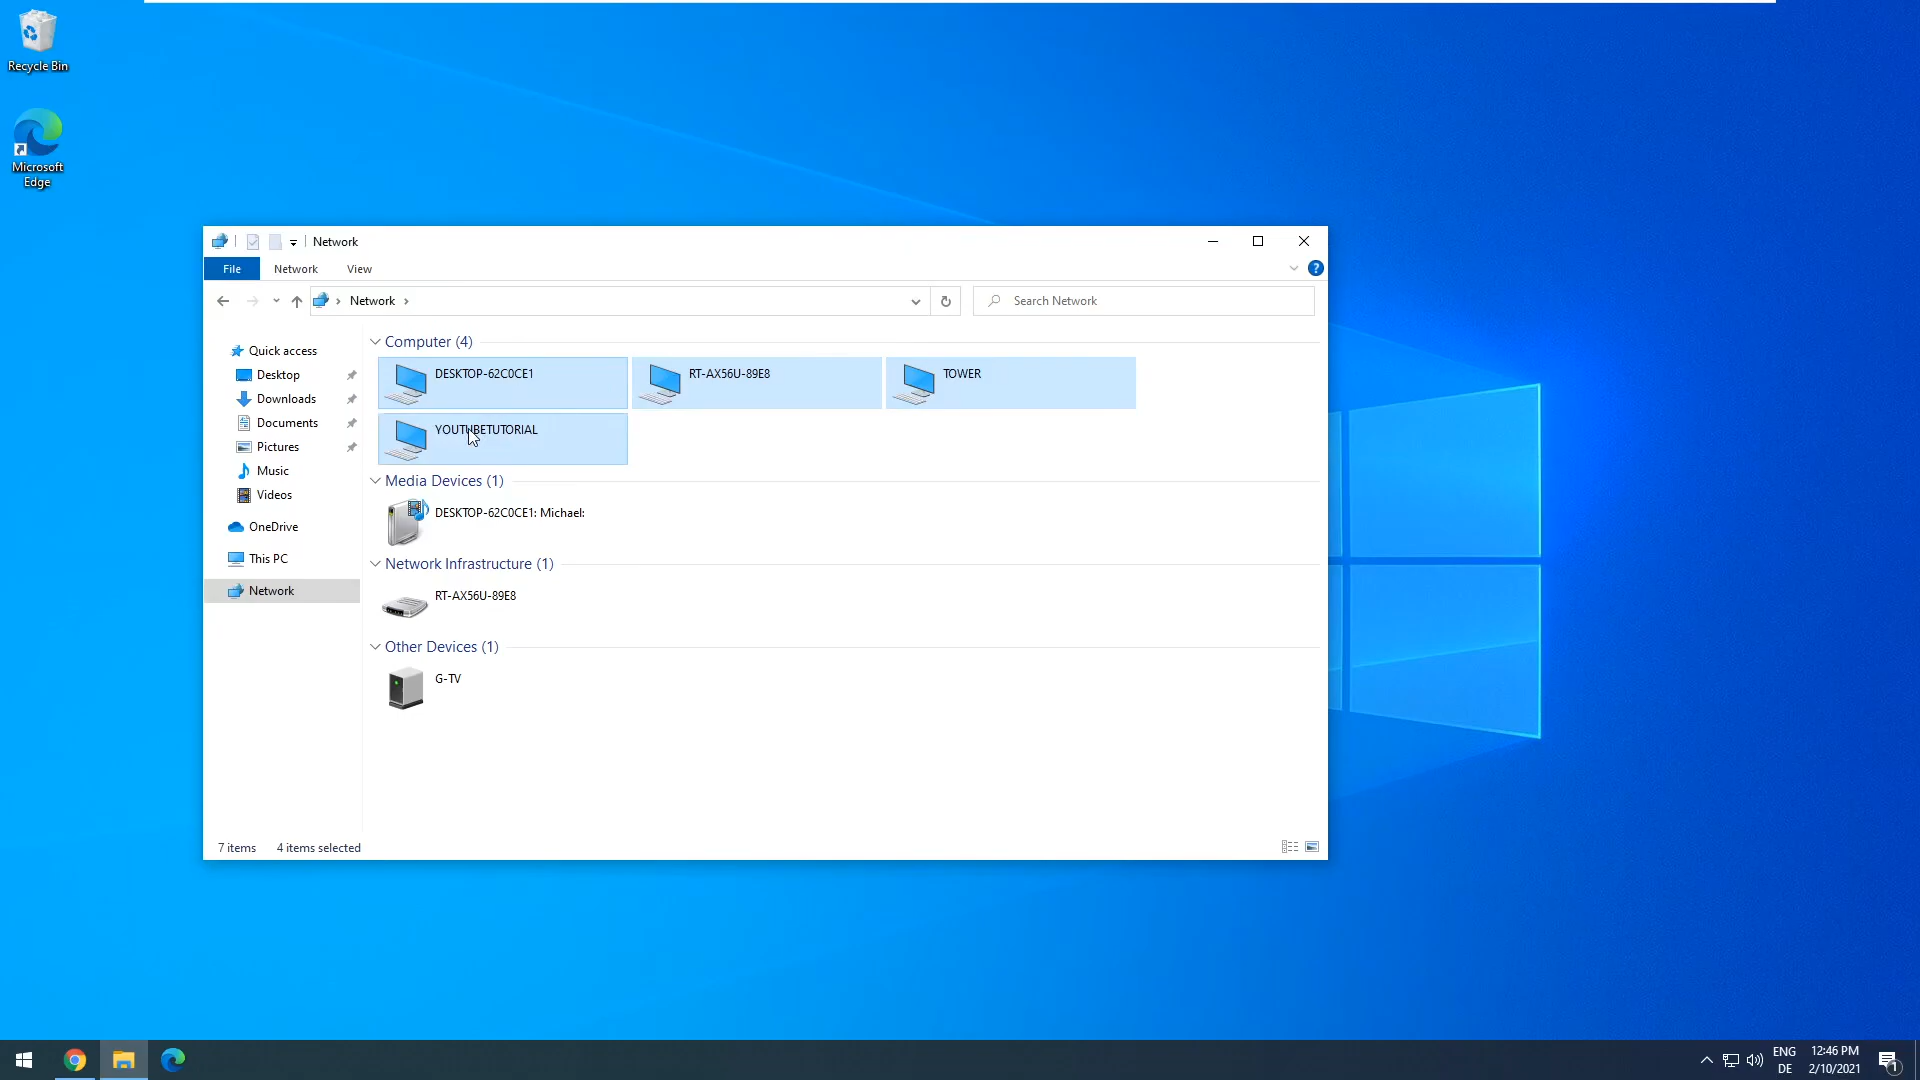 Recycle Bin
Microsoft
Edge
Network
File
Network
View
?
Network
Search Network
Quick access
Desktop
Downloads
Documents
Pictures
Music
Videos
OneDrive
This PC
Network
Computer (4)
DESKTOP-62C0CE1
RT-AX56U-89E8
TOWER
YOUTUBETUTORIAL
Media Devices (1)
DESKTOP-62C0CE1: Michael:
Network Infrastructure (1)
RT-AX56U-89E8
Other Devices (1)
G-TV
7 items
4 items selected
ENG
DE
12:46 PM
2/10/2021
1